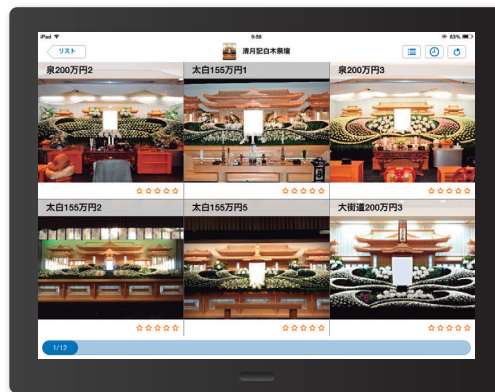 iPad
9:56
63%
リスト
清月記白木祭壇
泉200万円2
太白155万円1
泉200万円3
太白155万円2
太白155万円5
大街道200万円3
1/12